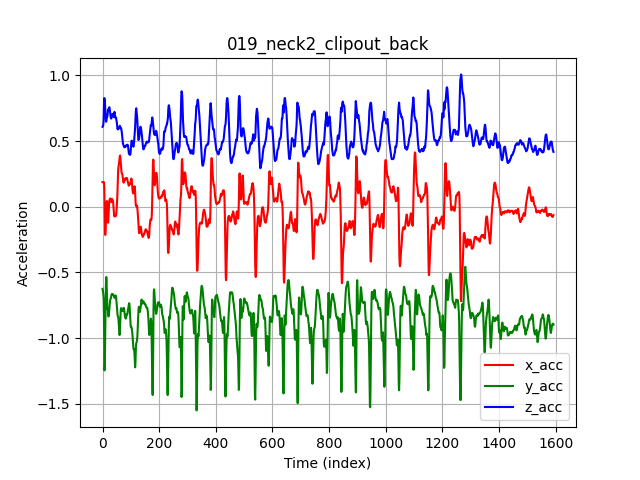 019_neck2_clipout_back
1.0
0.5
0.0
−0.5
−1.0
−1.5
Acceleration
x_acc
y_acc
z_acc
0 200 400 600 800 1000 1200 1400 1600
Time (index)